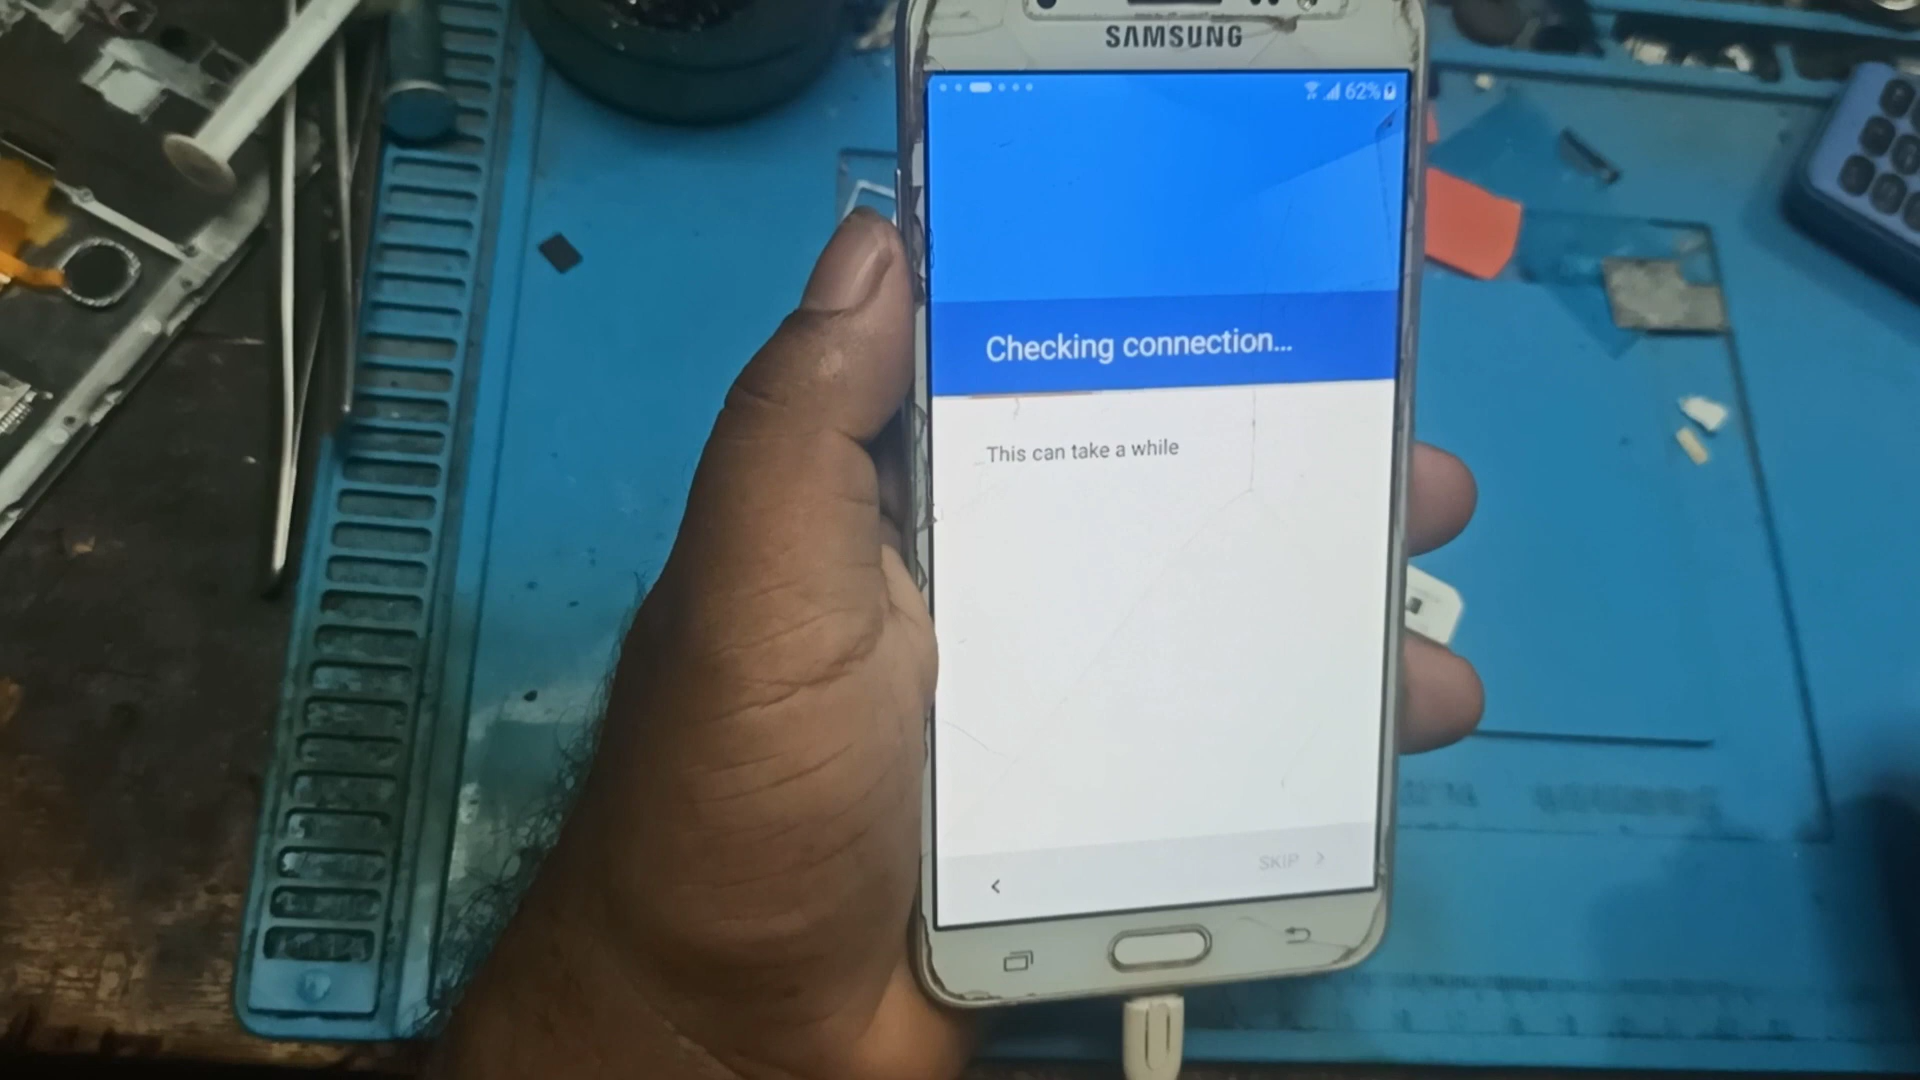 SAMSUNG
62%
Checking connection...
This can take a while
SKIP